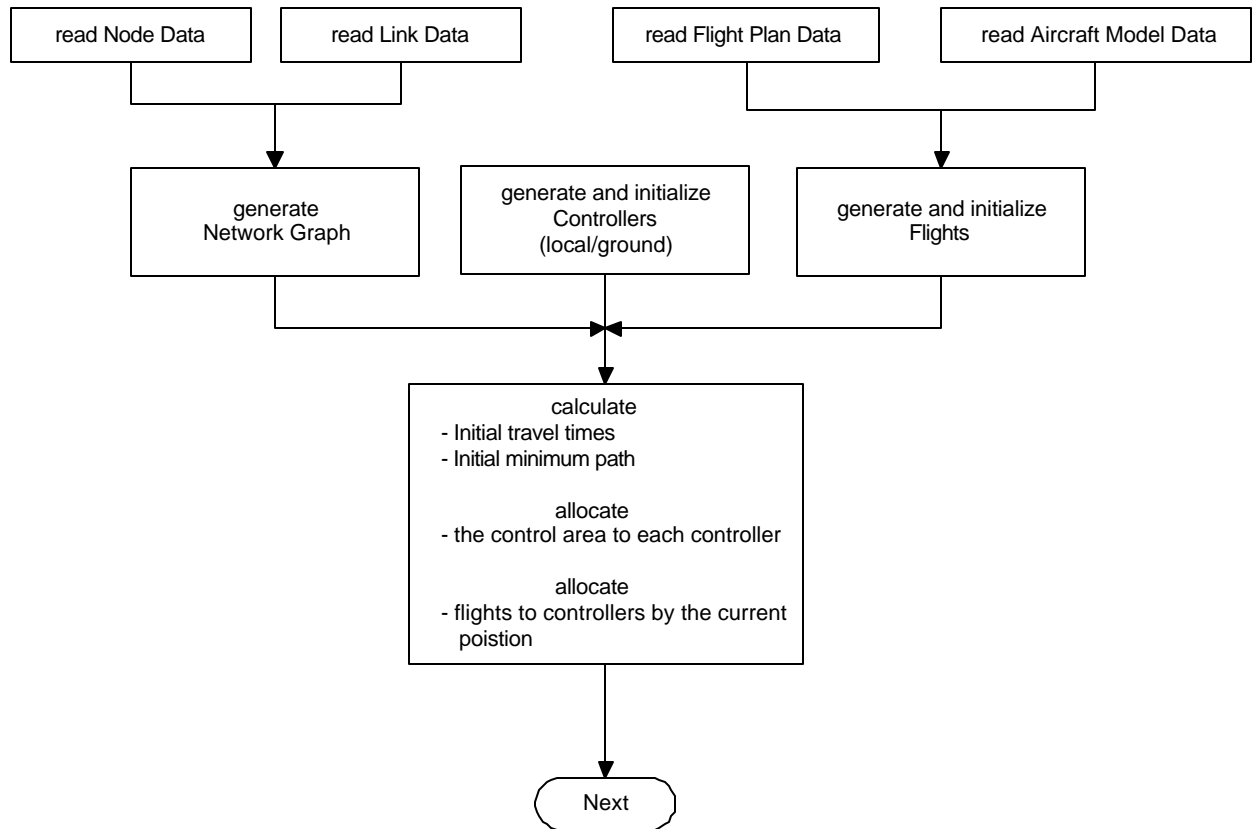 read Node Data
read Link Data
read Flight Plan Data
read Aircraft Model Data
generate
Network Graph
generate and initialize
Controllers
(local/ground)
generate and initialize
Flights
calculate
- Initial travel times
- Initial minimum path
allocate
- the control area to each controller
allocate
- flights to controllers by the current
poistion
Next